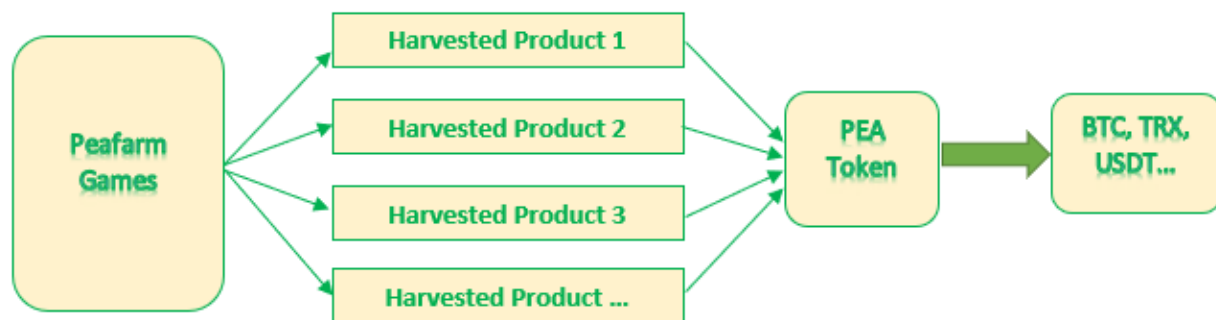 Peafarm
Games
Harvested Product 1
Harvested Product 2
Harvested Product 3
Harvested Product ...
PEA
Token
BTC, TRX,
USDT...